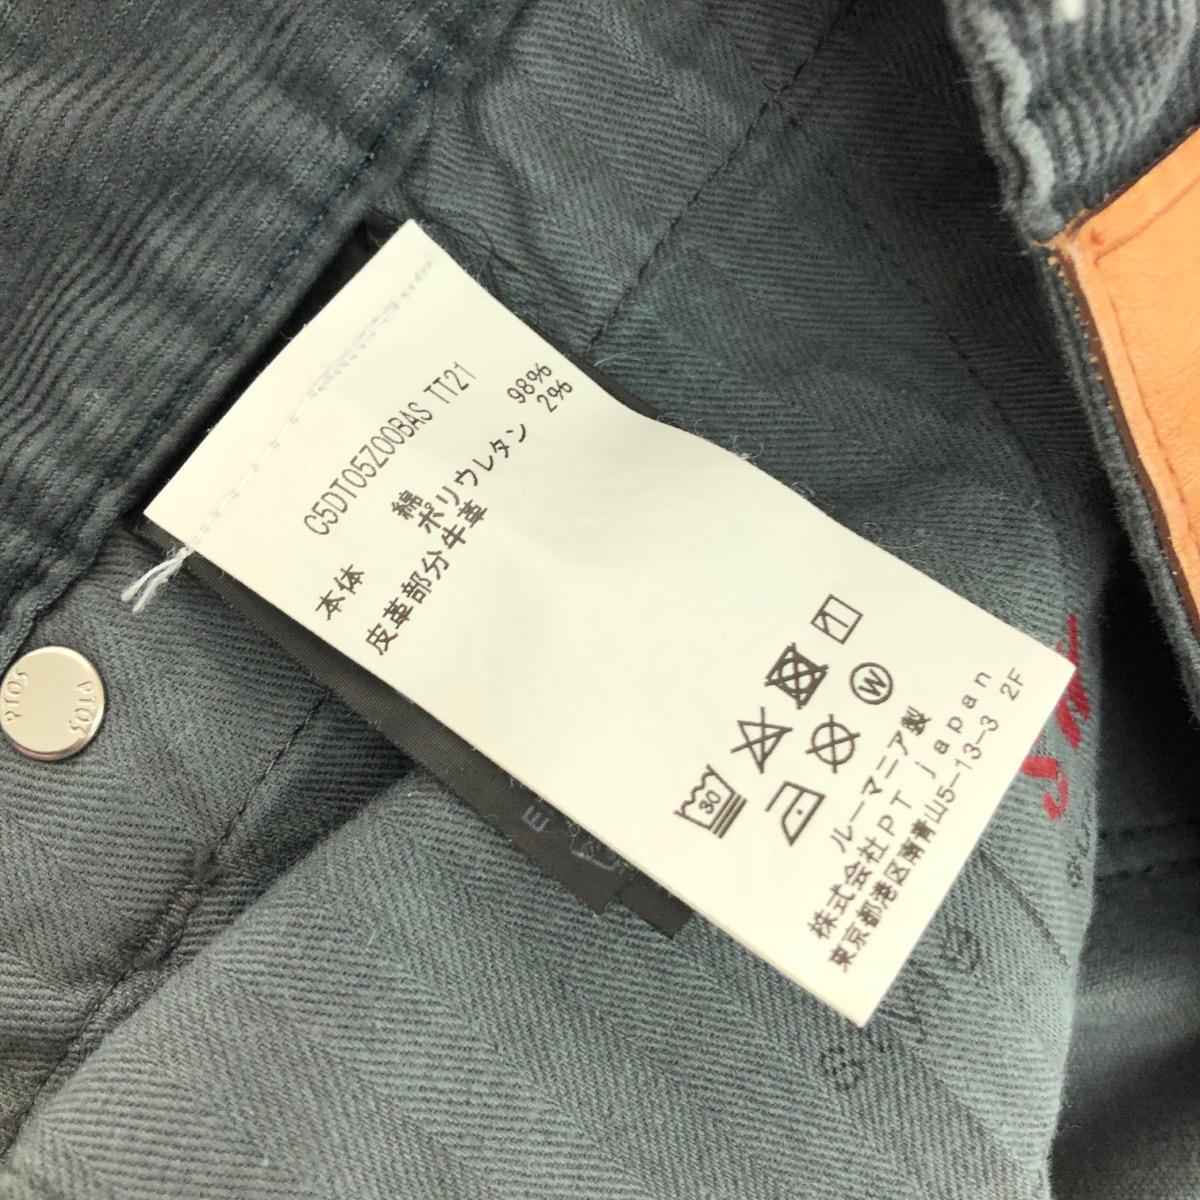 C5DT05Z00BAS TT21
本体 綿 98%
ポリウレタン 2%
皮革部分牛革
30
W
ルーマニア製
株式会社PT japan
東京都港区南青山5-13-3 2F
PT05
PT05